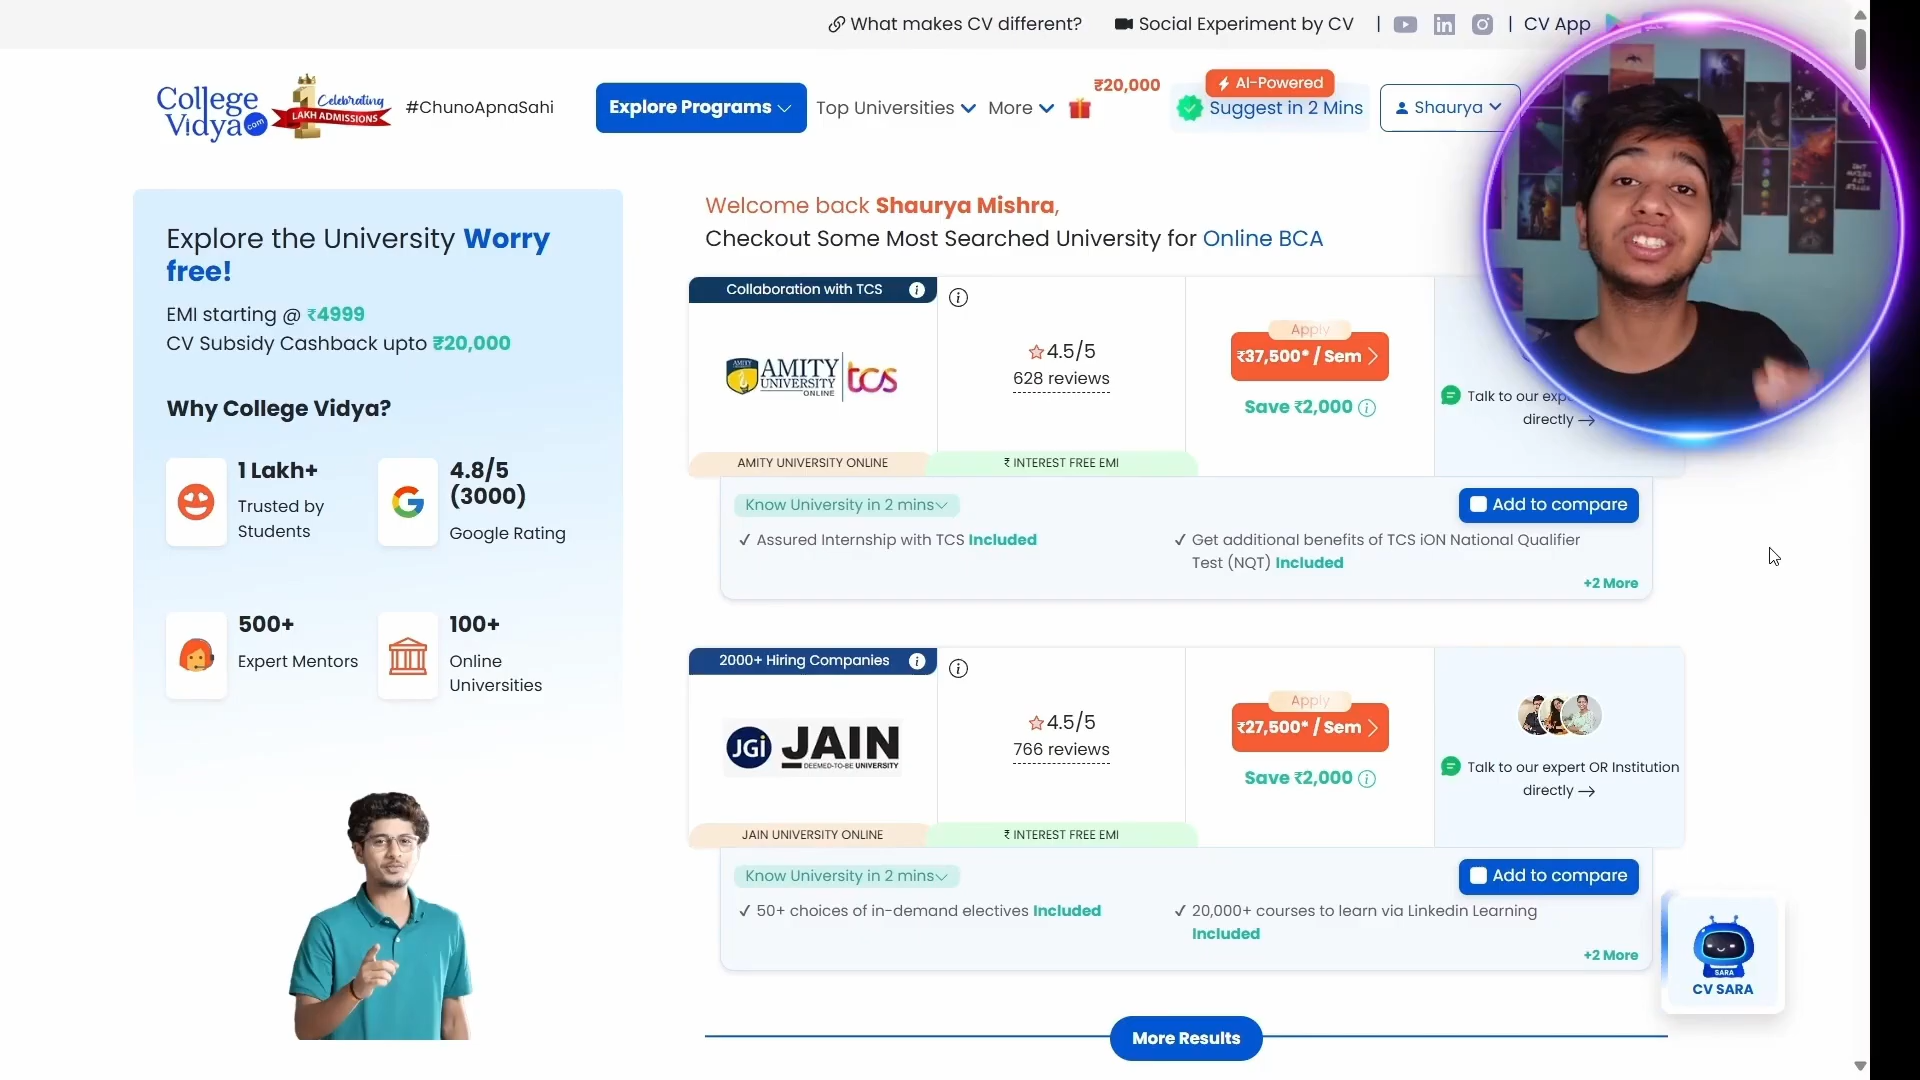 What makes CV different?
Social Experiment by CV
CV App
College Vidya .com
Celebrating
1 LAKH ADMISSIONS
#ChunoApnaSahi
Explore Programs
Top Universities
More
₹20,000
AI-Powered
Suggest in 2 Mins
Shaurya
Explore the University Worry
free!
EMI starting @ ₹4999
CV Subsidy Cashback upto ₹20,000
Why College Vidya?
1 Lakh+
Trusted by
Students
4.8/5
(3000)
Google Rating
500+
Expert Mentors
100+
Online
Universities
Welcome back Shaurya Mishra,
Checkout Some Most Searched University for Online BCA
Collaboration with TCS
AMITY
UNIVERSITY
ONLINE
tcs
AMITY UNIVERSITY ONLINE
4.5/5
628 reviews
₹ INTEREST FREE EMI
Apply
₹37,500* / Sem
Save ₹2,000
Talk to our exp
directly →
Know University in 2 mins
Add to compare
✓ Assured Internship with TCS Included
✓ Get additional benefits of TCS iON National Qualifier
Test (NQT) Included
+2 More
2000+ Hiring Companies
JGi JAIN
DEEMED-TO-BE UNIVERSITY
JAIN UNIVERSITY ONLINE
4.5/5
766 reviews
₹ INTEREST FREE EMI
Apply
₹27,500* / Sem
Save ₹2,000
Talk to our expert OR Institution
directly →
Know University in 2 mins
Add to compare
✓ 50+ choices of in-demand electives Included
✓ 20,000+ courses to learn via Linkedin Learning
Included
+2 More
SARA
CV SARA
More Results